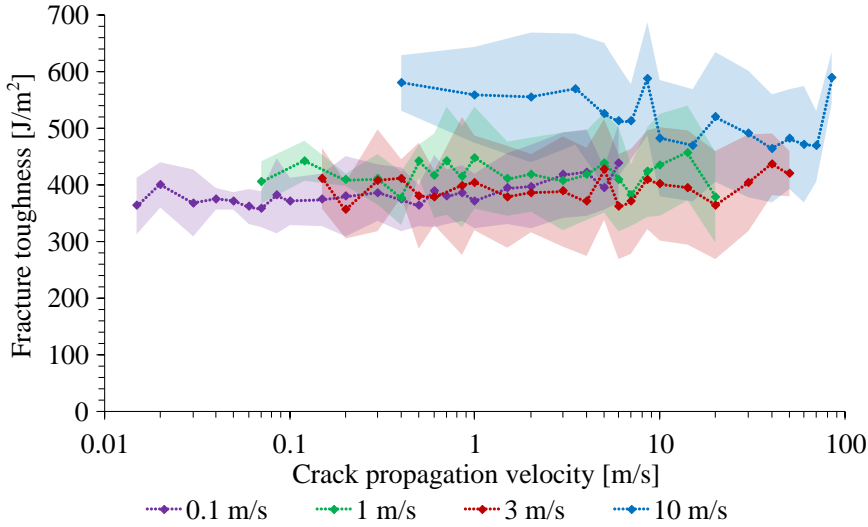 Fracture toughness [J/m²]
700
600
500
400
300
200
100
0
0.01 0.1 1 10 100
Crack propagation velocity [m/s]
0.1 m/s 1 m/s 3 m/s 10 m/s